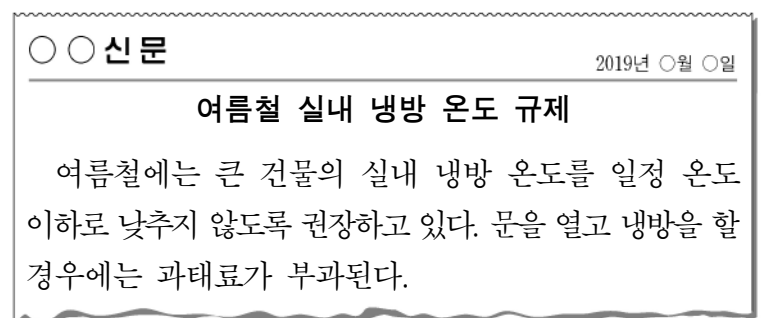 ○○신문
2019년 ○월 ○일
여름철 실내 냉방 온도 규제
여름철에는 큰 건물의 실내 냉방 온도를 일정 온도
이하로 낮추지 않도록 권장하고 있다. 문을 열고 냉방을 할
경우에는 과태료가 부과된다.